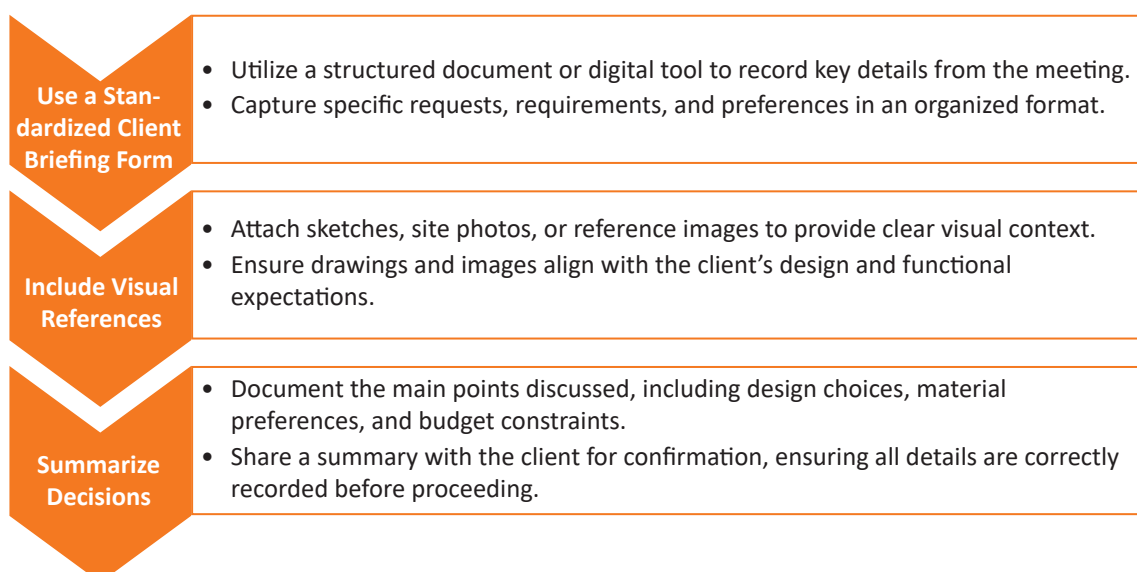 Use a Stan-
dardized Client
Briefing Form
• Utilize a structured document or digital tool to record key details from the meeting.
• Capture specific requests, requirements, and preferences in an organized format.
Include Visual
References
• Attach sketches, site photos, or reference images to provide clear visual context.
• Ensure drawings and images align with the client’s design and functional
expectations.
Summarize
Decisions
• Document the main points discussed, including design choices, material
preferences, and budget constraints.
• Share a summary with the client for confirmation, ensuring all details are correctly
recorded before proceeding.